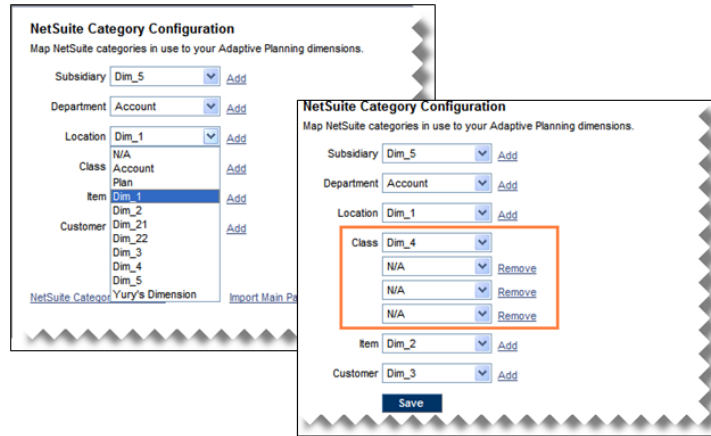 NetSuite Category Configuration
Map NetSuite categories in use to your Adaptive Planning dimensions.
Subsidiary Dim_5 Add
Department Account Add
Location Dim_1 Add
N/A
Class Account Add
Plan
Item Dim_1 Add
Dim_2
Customer Dim_21 Add
Dim_22
Dim_3
Dim_4
Dim_5
Yury's Dimension
NetSuite Categor Import Main Pa
NetSuite Category Configuration
Map NetSuite categories in use to your Adaptive Planning dimensions.
Subsidiary Dim_5 Add
Department Account Add
Location Dim_1 Add
Class Dim_4
N/A Remove
N/A Remove
N/A Remove
Item Dim_2 Add
Customer Dim_3 Add
Save